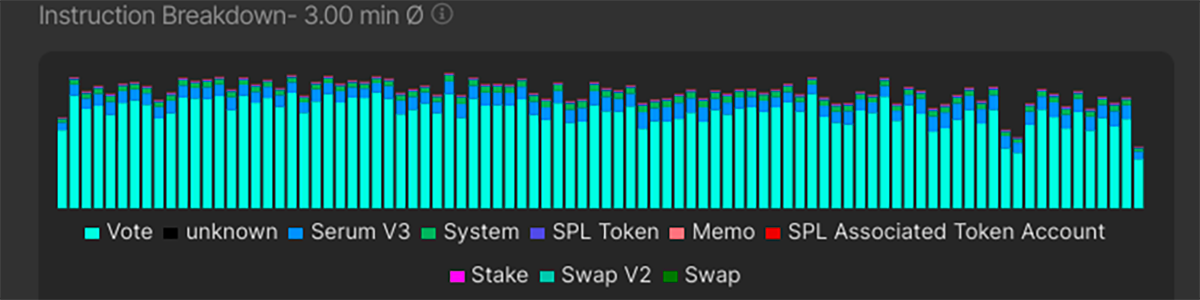 Instruction Breakdown- 3.00 min Ø ⓘ
Vote unknown Serum V3 System SPL Token Memo SPL Associated Token Account
Stake Swap V2 Swap